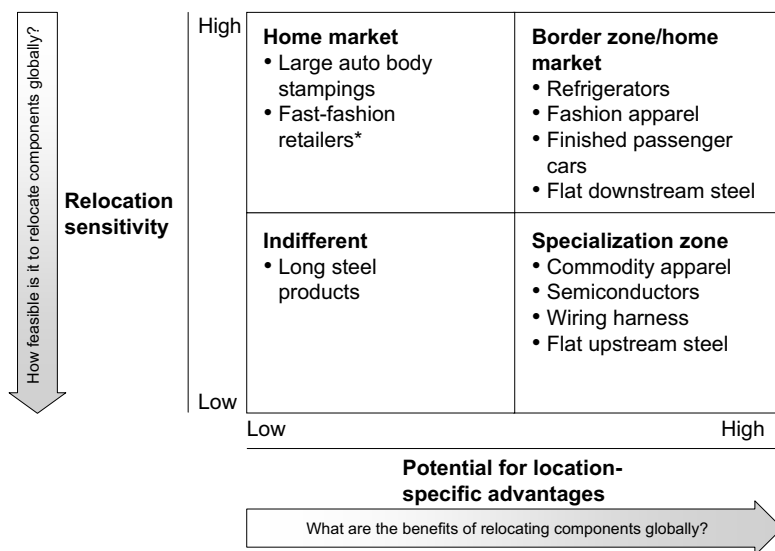 How feasible is it to relocate components globally?
Relocation
sensitivity
High
Low
Home market
• Large auto body
stampings
• Fast-fashion
retailers*
Border zone/home
market
• Refrigerators
• Fashion apparel
• Finished passenger
cars
• Flat downstream steel
Indifferent
• Long steel
products
Specialization zone
• Commodity apparel
• Semiconductors
• Wiring harness
• Flat upstream steel
Low
High
Potential for location-
specific advantages
What are the benefits of relocating components globally?